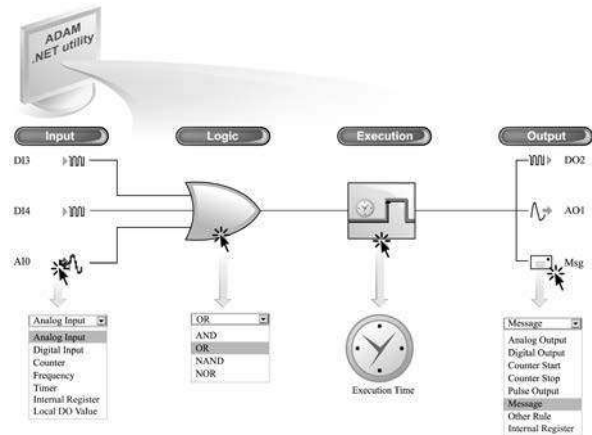 ADAM
.NET utility
Input
Logic
Execution
Output
DI3
DO2
DI4
AO1
AI0
Msg
Analog Input
Analog Input
Digital Input
Counter
Frequency
Timer
Internal Register
Local DO Value
OR
AND
OR
NAND
NOR
Execution Time
Message
Analog Output
Digital Output
Counter Start
Counter Stop
Pulse Output
Message
Other Rule
Internal Register